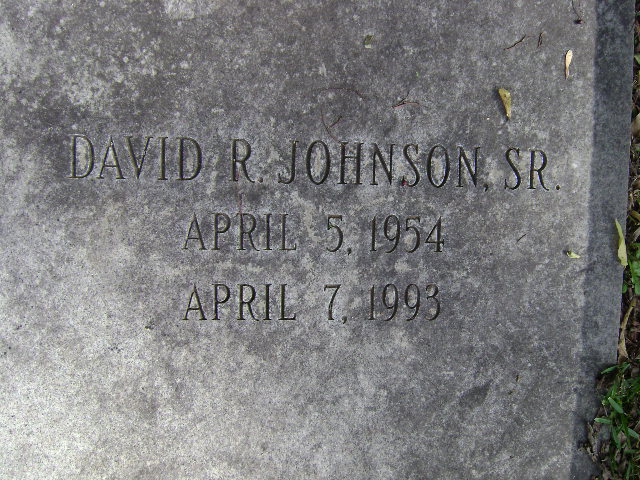 DAVID R. JOHNSON, SR.
APRIL 5, 1954
APRIL 7, 1993